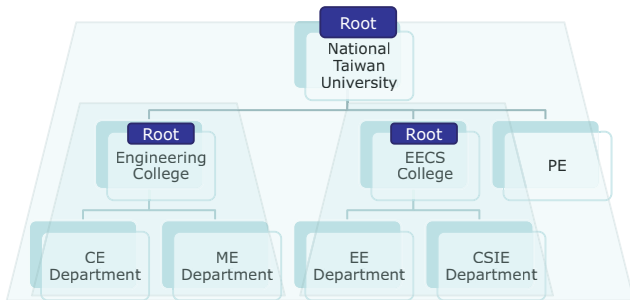 Root
National
Taiwan
University
Root
Engineering
College
Root
EECS
College
PE
CE
Department
ME
Department
EE
Department
CSIE
Department